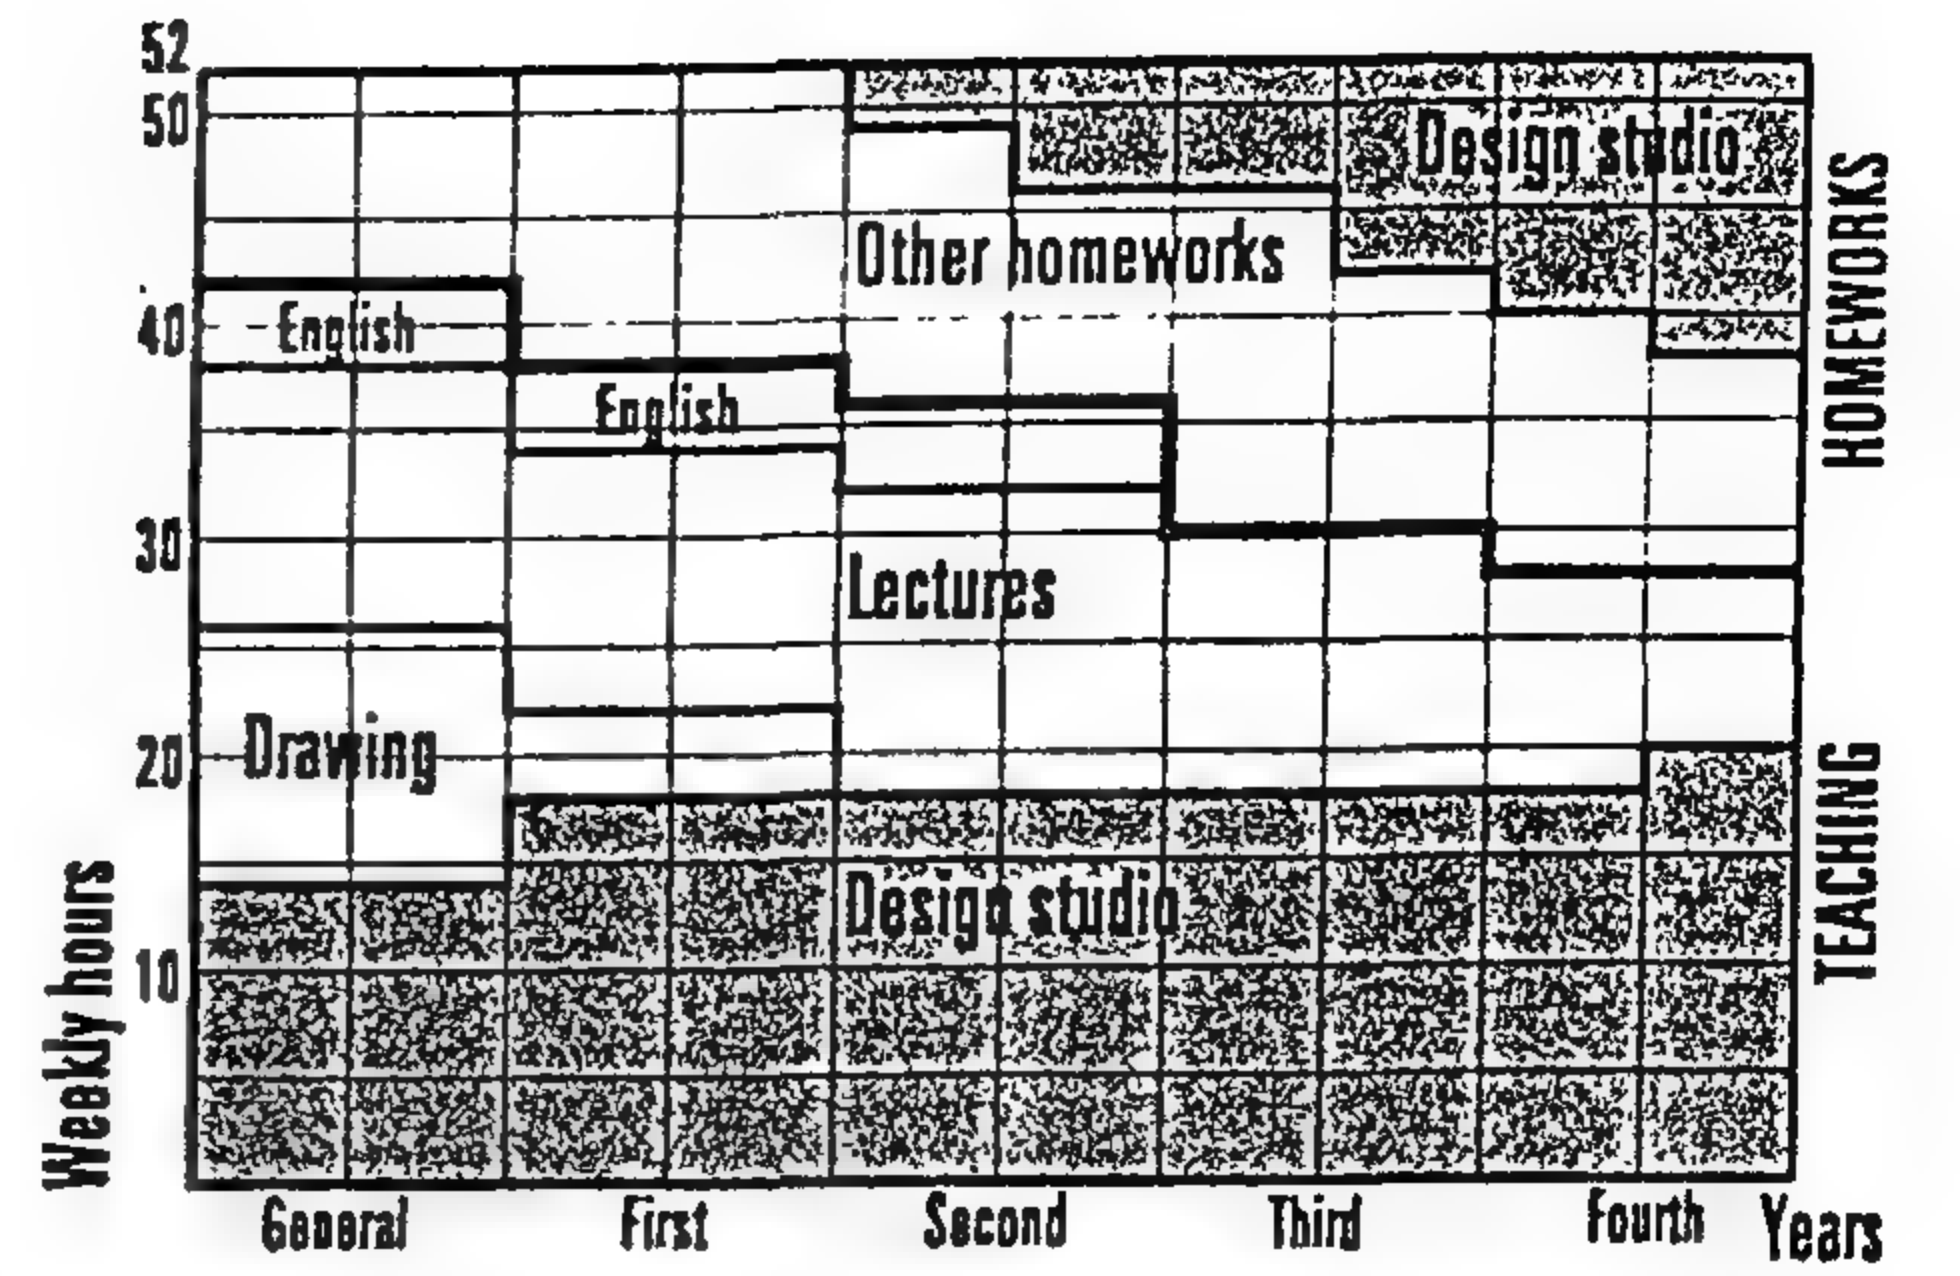 52
50
Design studio
Other homeworks
HOMEWORKS
40
English
English
30
Lectures
Drawing
20
TEACHING
Design studio
Weekly hours
10
General
First
Second
Third
Fourth
Years